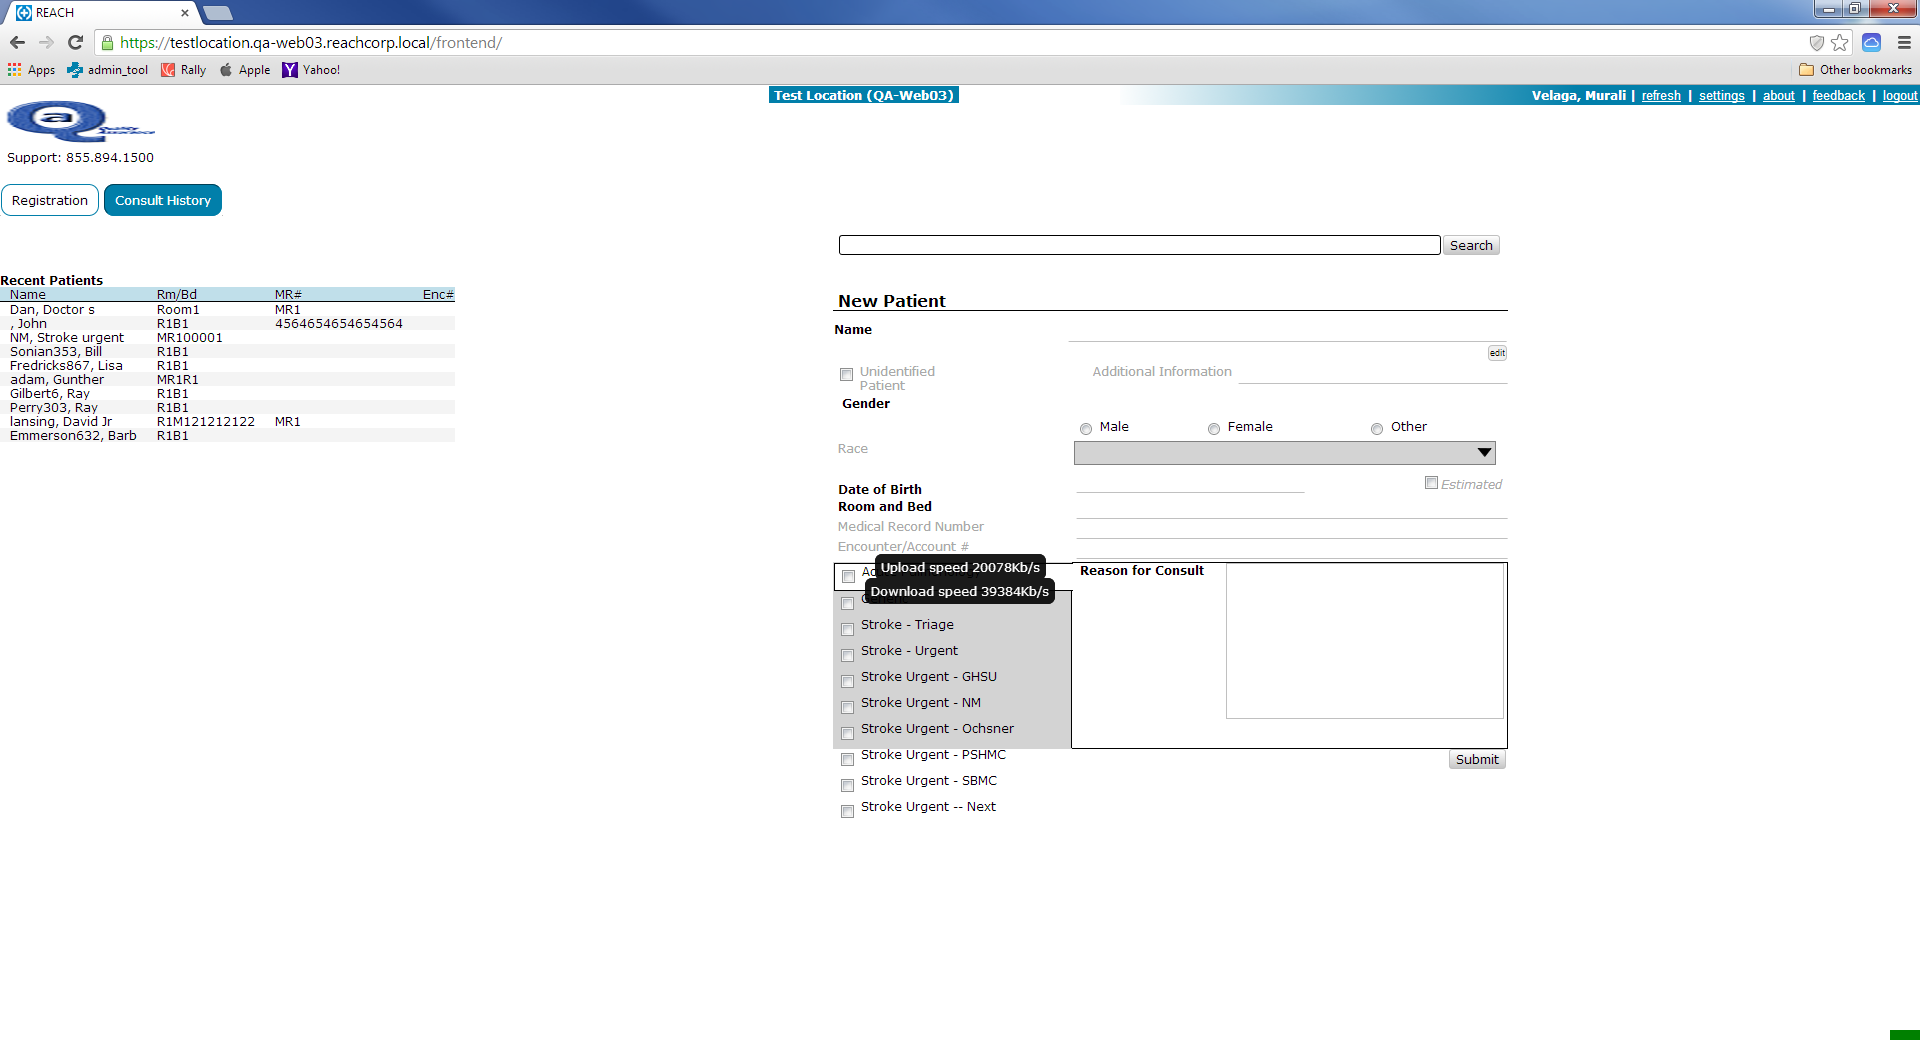 REACH
https://testlocation.qa-web03.reachcorp.local/frontend/
Apps admin_tool Rally Apple Yahoo! Other bookmarks
Test Location (QA-Web03) Velaga, Murali | refresh | settings | about | feedback | logout
Qa Quality Assurance
Support: 855.894.1500
Registration Consult History
Search
Recent Patients
Name Rm/Bd MR# Enc#
Dan, Doctor s Room1 MR1
, John R1B1 4564654654654564
NM, Stroke urgent MR100001
Sonian353, Bill R1B1
Fredricks867, Lisa R1B1
adam, Gunther MR1R1
Gilbert6, Ray R1B1
Perry303, Ray R1B1
lansing, David Jr R1M121212122 MR1
Emmerson632, Barb R1B1
New Patient
Name
edit
Unidentified Patient Additional Information
Gender
Male Female Other
Race
Date of Birth Estimated
Room and Bed
Medical Record Number
Encounter/Account #
Upload speed 20078Kb/s
Download speed 39384Kb/s
Reason for Consult
Stroke - Triage
Stroke - Urgent
Stroke Urgent - GHSU
Stroke Urgent - NM
Stroke Urgent - Ochsner
Stroke Urgent - PSHMC
Stroke Urgent - SBMC
Stroke Urgent -- Next
Submit